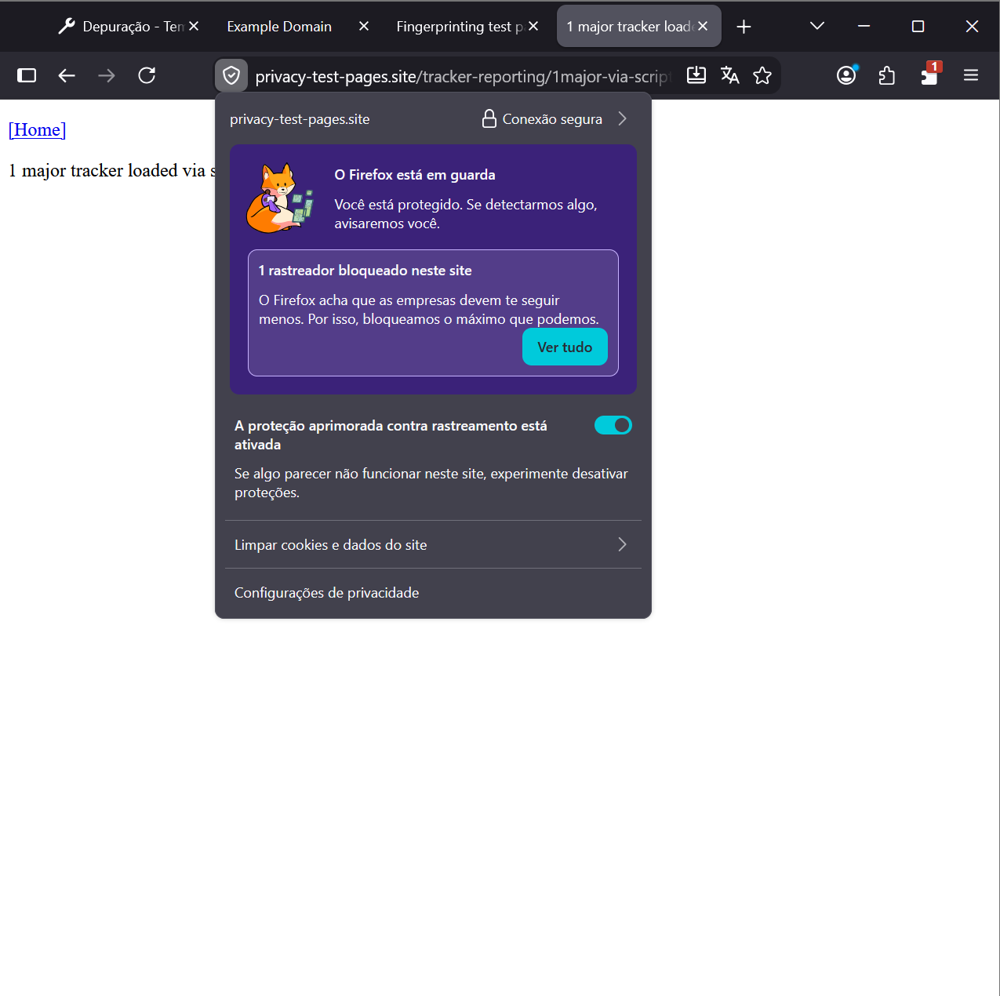 Depuração - Tem
Example Domain
Fingerprinting test p
1 major tracker load
privacy-test-pages.site/tracker-reporting/1major-via-script
1
[Home]
1 major tracker loaded via s
privacy-test-pages.site
Conexão segura
O Firefox está em guarda
Você está protegido. Se detectarmos algo,
avisaremos você.
1 rastreador bloqueado neste site
O Firefox acha que as empresas devem te seguir
menos. Por isso, bloqueamos o máximo que podemos.
Ver tudo
A proteção aprimorada contra rastreamento está
ativada
Se algo parecer não funcionar neste site, experimente desativar
proteções.
Limpar cookies e dados do site
Configurações de privacidade